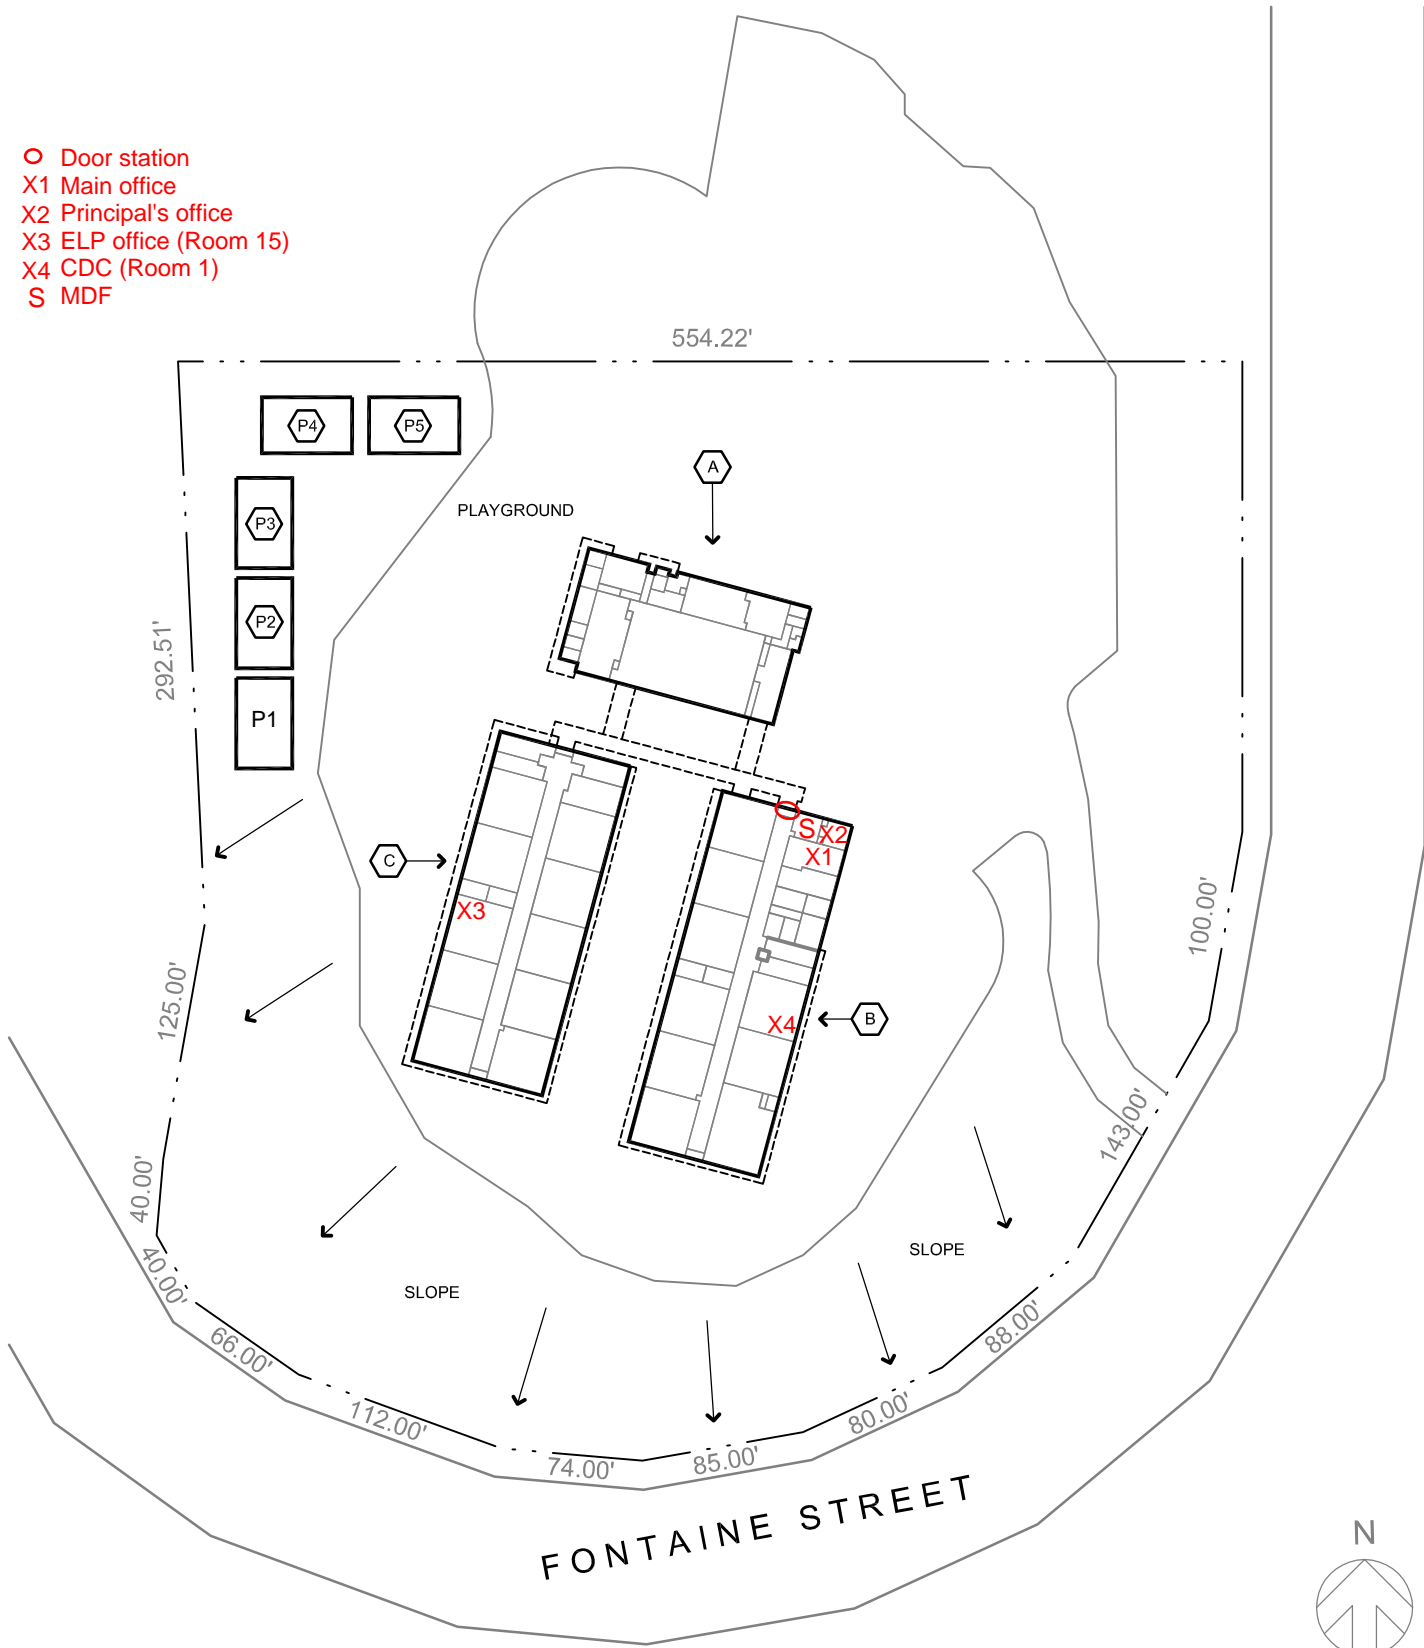 O Door station
X1 Main office
X2 Principal's office
X3 ELP office (Room 15)
X4 CDC (Room 1)
S MDF
554.22'
P4
P5
A
PLAYGROUND
P3
P2
292.51'
P1
S
X2
X1
C
X3
100.00'
125.00'
X4
B
143.00'
40.00'
SLOPE
40.00'
SLOPE
66.00'
88.00'
112.00'
80.00'
74.00'
85.00'
FONTAINE STREET
N